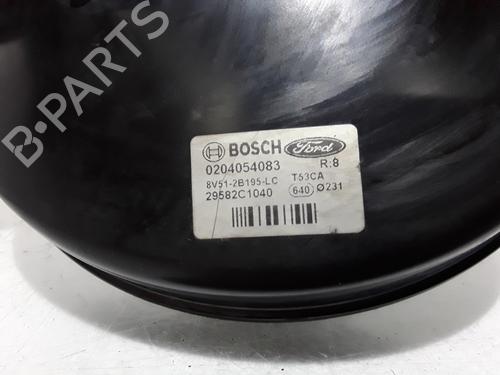 B-PARTS
BOSCH Ford
0204054083 R.8
8V51-2B195-LC T53CA
29582C1040 640 Ø231